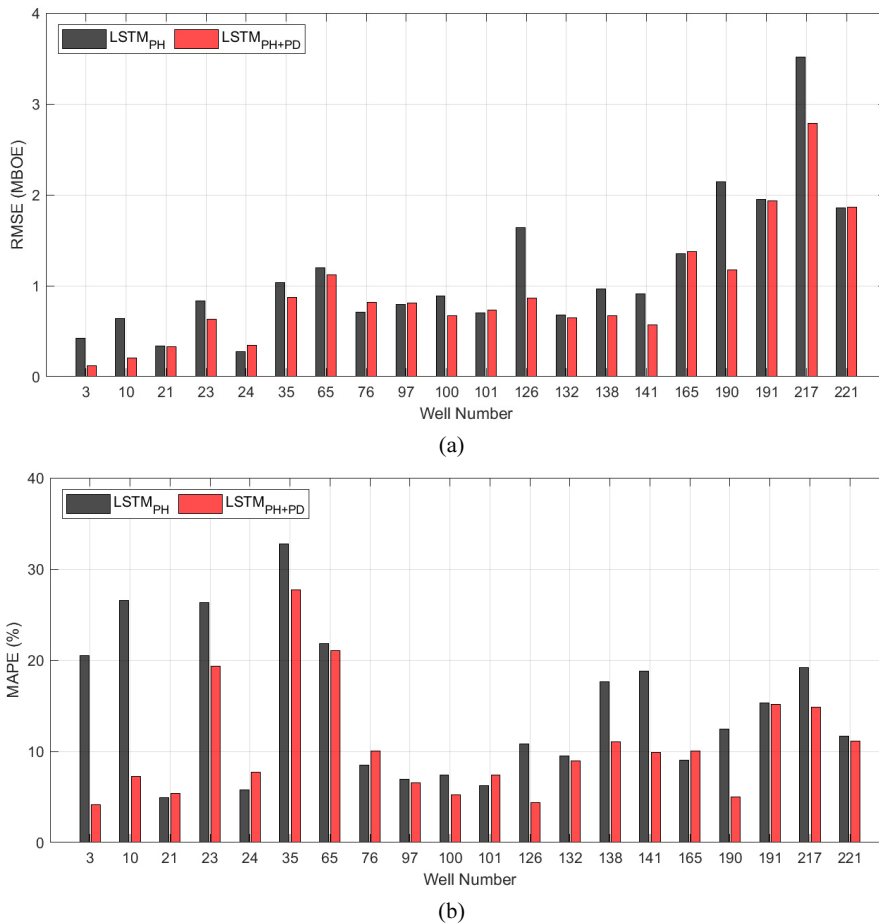 4
LSTM_PH LSTM_PH+PD
3
2
1
0
RMSE (MBOE)
3 10 21 23 24 35 65 76 97 100 101 126 132 138 141 165 190 191 217 221
Well Number
(a)
40
LSTM_PH LSTM_PH+PD
30
20
10
0
MAPE (%)
3 10 21 23 24 35 65 76 97 100 101 126 132 138 141 165 190 191 217 221
Well Number
(b)